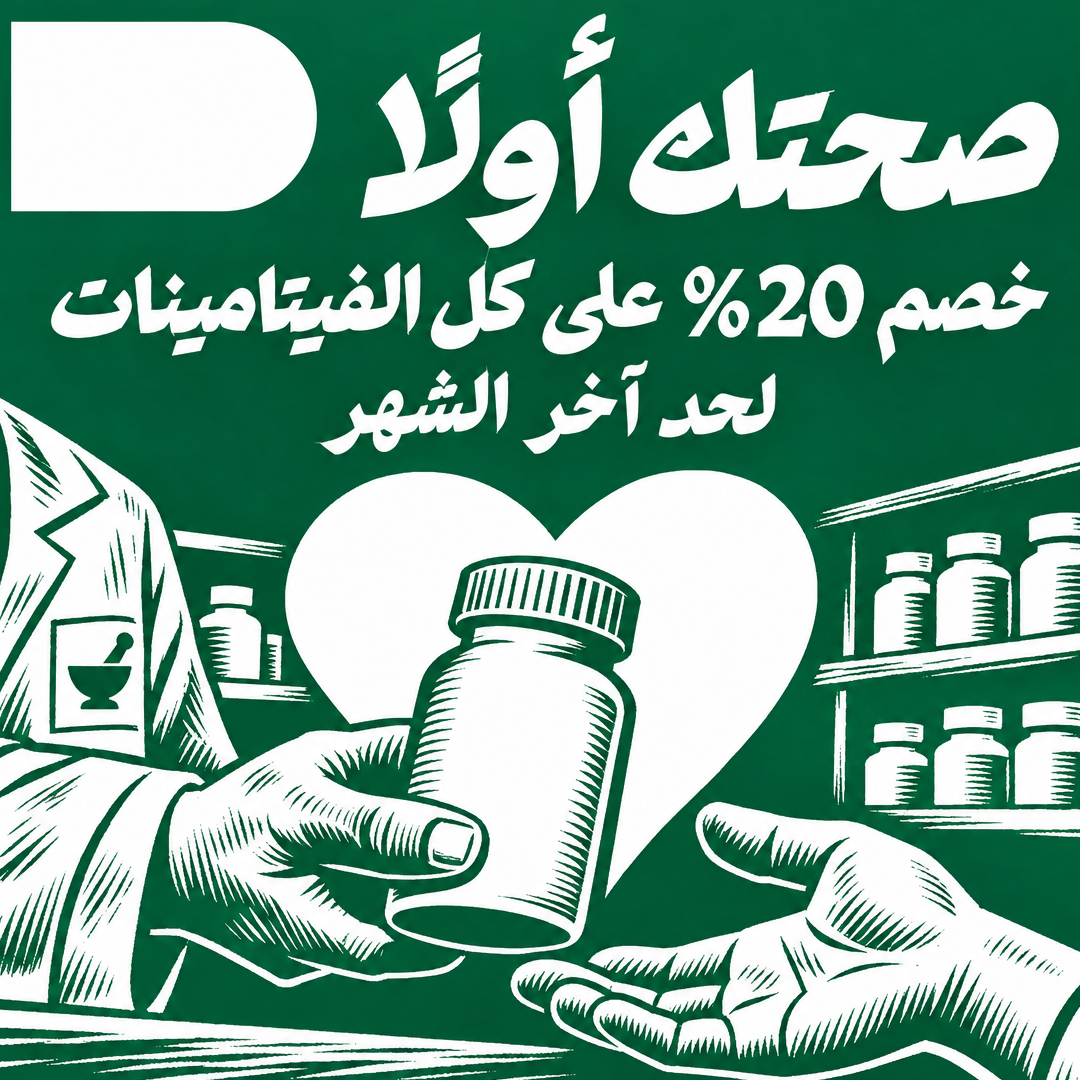 صحتك أولًا
خصم 20% على كل الفيتامينات
لحد آخر الشهر